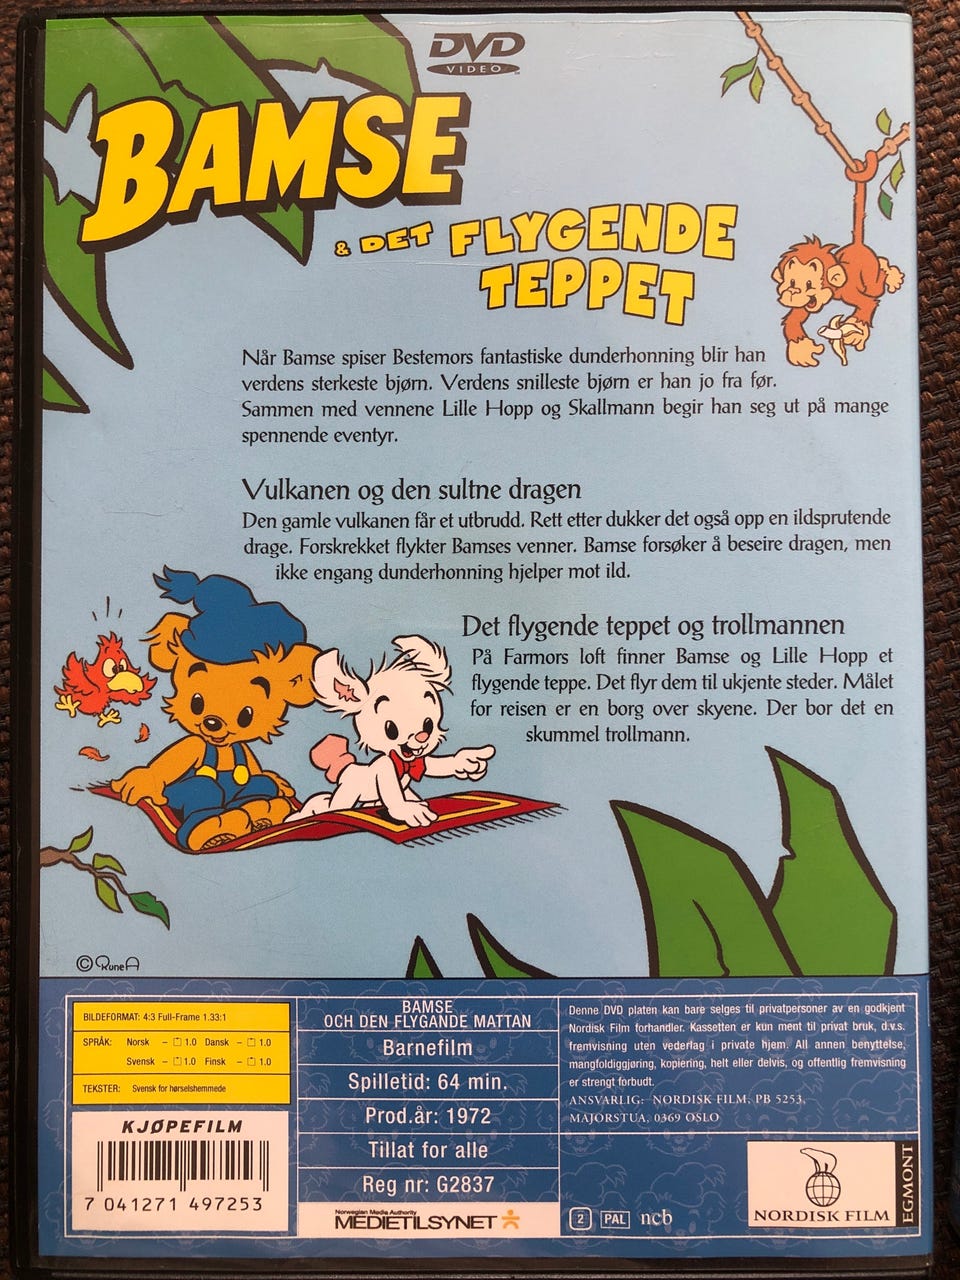 DVD
VIDEO
BAMSE
& DET FLYGENDE
TEPPET
Når Bamse spiser Bestemors fantastiske dunderhonning blir han
verdens sterkeste bjørn. Verdens snilleste bjørn er han jo fra før.
Sammen med vennene Lille Hopp og Skallmann begir han seg ut på mange
spennende eventyr.
Vulkanen og den sultne dragen
Den gamle vulkanen får et utbrudd. Rett etter dukker det også opp en ildsprutende
drage. Forskrekket flykter Bamses venner. Bamse forsøker å beseire dragen, men
ikke engang dunderhonning hjelper mot ild.
Det flygende teppet og trollmannen
På Farmors loft finner Bamse og Lille Hopp et
flygende teppe. Det flyr dem til ukjente steder. Målet
for reisen er en borg over skyene. Der bor det en
skummel trollmann.
© Rune A
BILDEFORMAT: 4:3 Full-Frame 1.33:1
SPRÅK: Norsk - 1.0 Dansk - 1.0
Svensk - 1.0 Finsk - 1.0
TEKSTER: Svensk for hørselshemmede
KJØPEFILM
7 041271 497253
BAMSE
OCH DEN FLYGANDE MATTAN
Barnefilm
Spilletid: 64 min.
Prod.år: 1972
Tillat for alle
Reg nr: G2837
Norwegian Media Authority
MEDIETILSYNET
Denne DVD platen kan bare selges til privatpersoner av en godkjent
Nordisk Film forhandler. Kassetten er kun ment til privat bruk, d.v.s.
fremvisning uten vederlag i private hjem. All annen benyttelse,
mangfoldiggjøring, kopiering, helt eller delvis, og offentlig fremvisning
er strengt forbudt.
ANSVARLIG: NORDISK FILM, PB 5253,
MAJORSTUA, 0369 OSLO
2 PAL ncb
NORDISK FILM
EGMONT